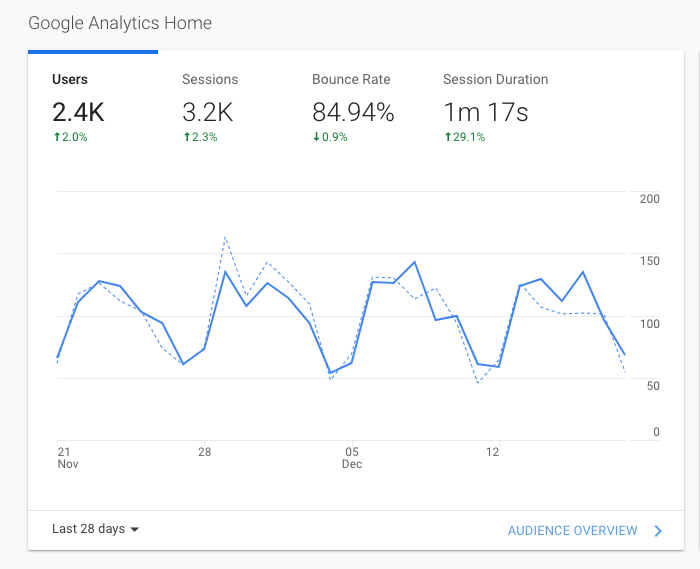 Google Analytics Home
Users Sessions Bounce Rate Session Duration
2.4K 3.2K 84.94% 1m 17s
↑2.0% ↑2.3% ↓0.9% ↑29.1%
200
150
100
50
0
21 28 05 12
Nov Dec
Last 28 days AUDIENCE OVERVIEW